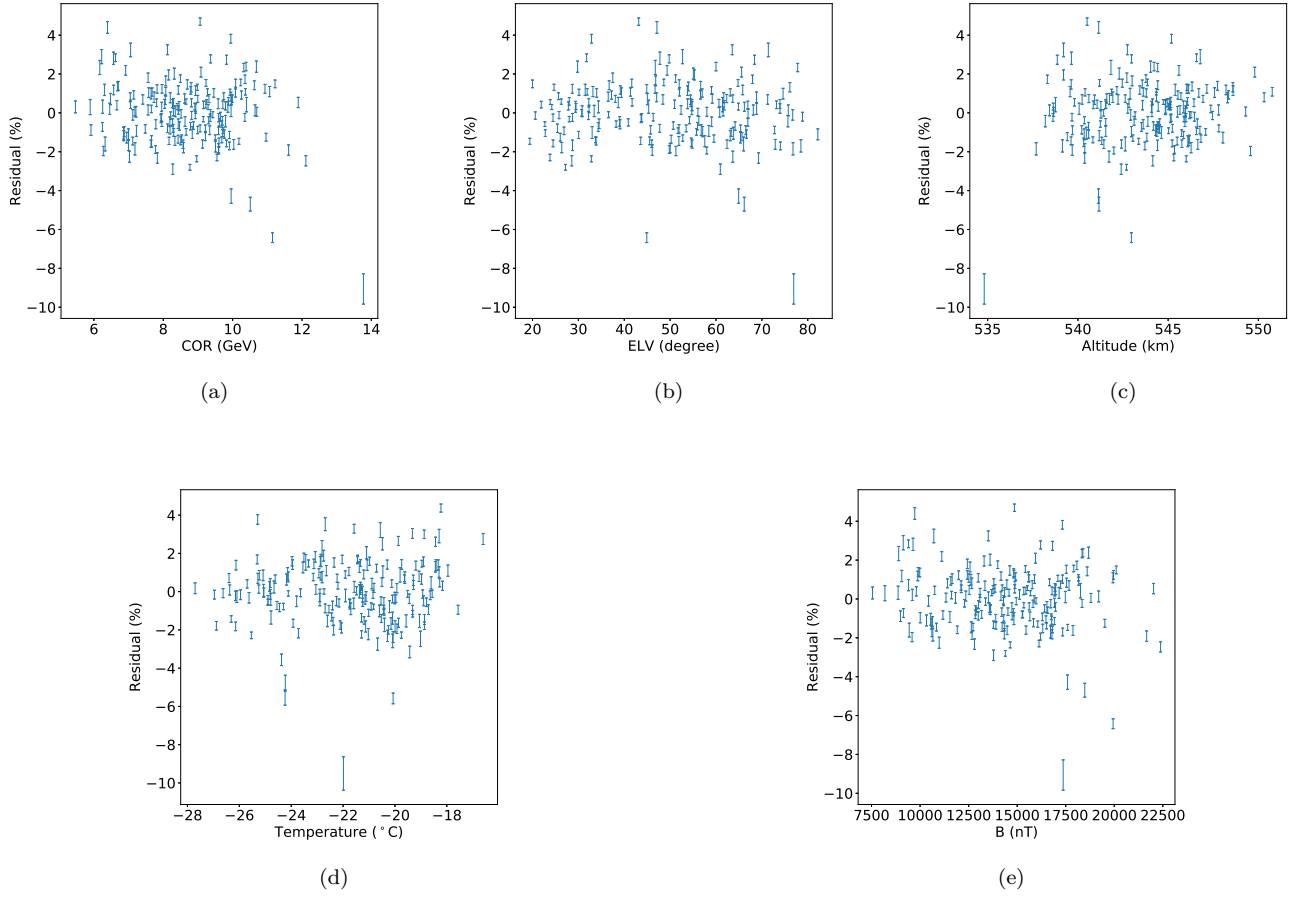 4
2
0
−2
−4
−6
−8
−10
Residual (%)
6 8 10 12 14
COR (GeV)
(a)
4
2
0
−2
−4
−6
−8
−10
Residual (%)
20 30 40 50 60 70 80
ELV (degree)
(b)
4
2
0
−2
−4
−6
−8
−10
Residual (%)
535 540 545 550
Altitude (km)
(c)
4
2
0
−2
−4
−6
−8
−10
Residual (%)
−28 −26 −24 −22 −20 −18
Temperature (°C)
(d)
4
2
0
−2
−4
−6
−8
−10
Residual (%)
7500 10000 12500 15000 17500 20000 22500
B (nT)
(e)